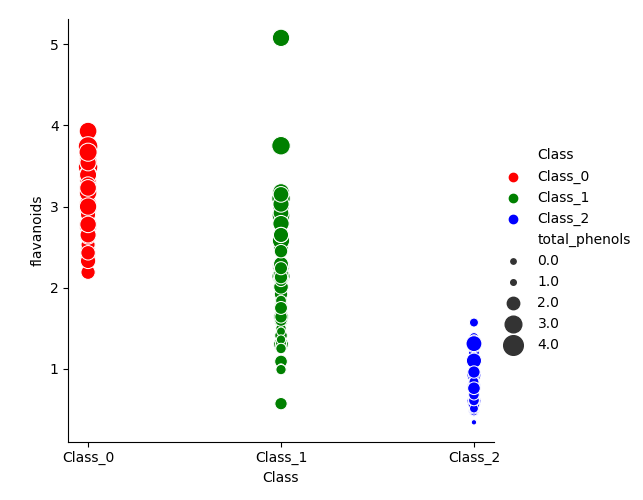 5
4
3
2
1
flavanoids
Class_0
Class_1
Class_2
Class
Class
Class_0
Class_1
Class_2
total_phenols
0.0
1.0
2.0
3.0
4.0